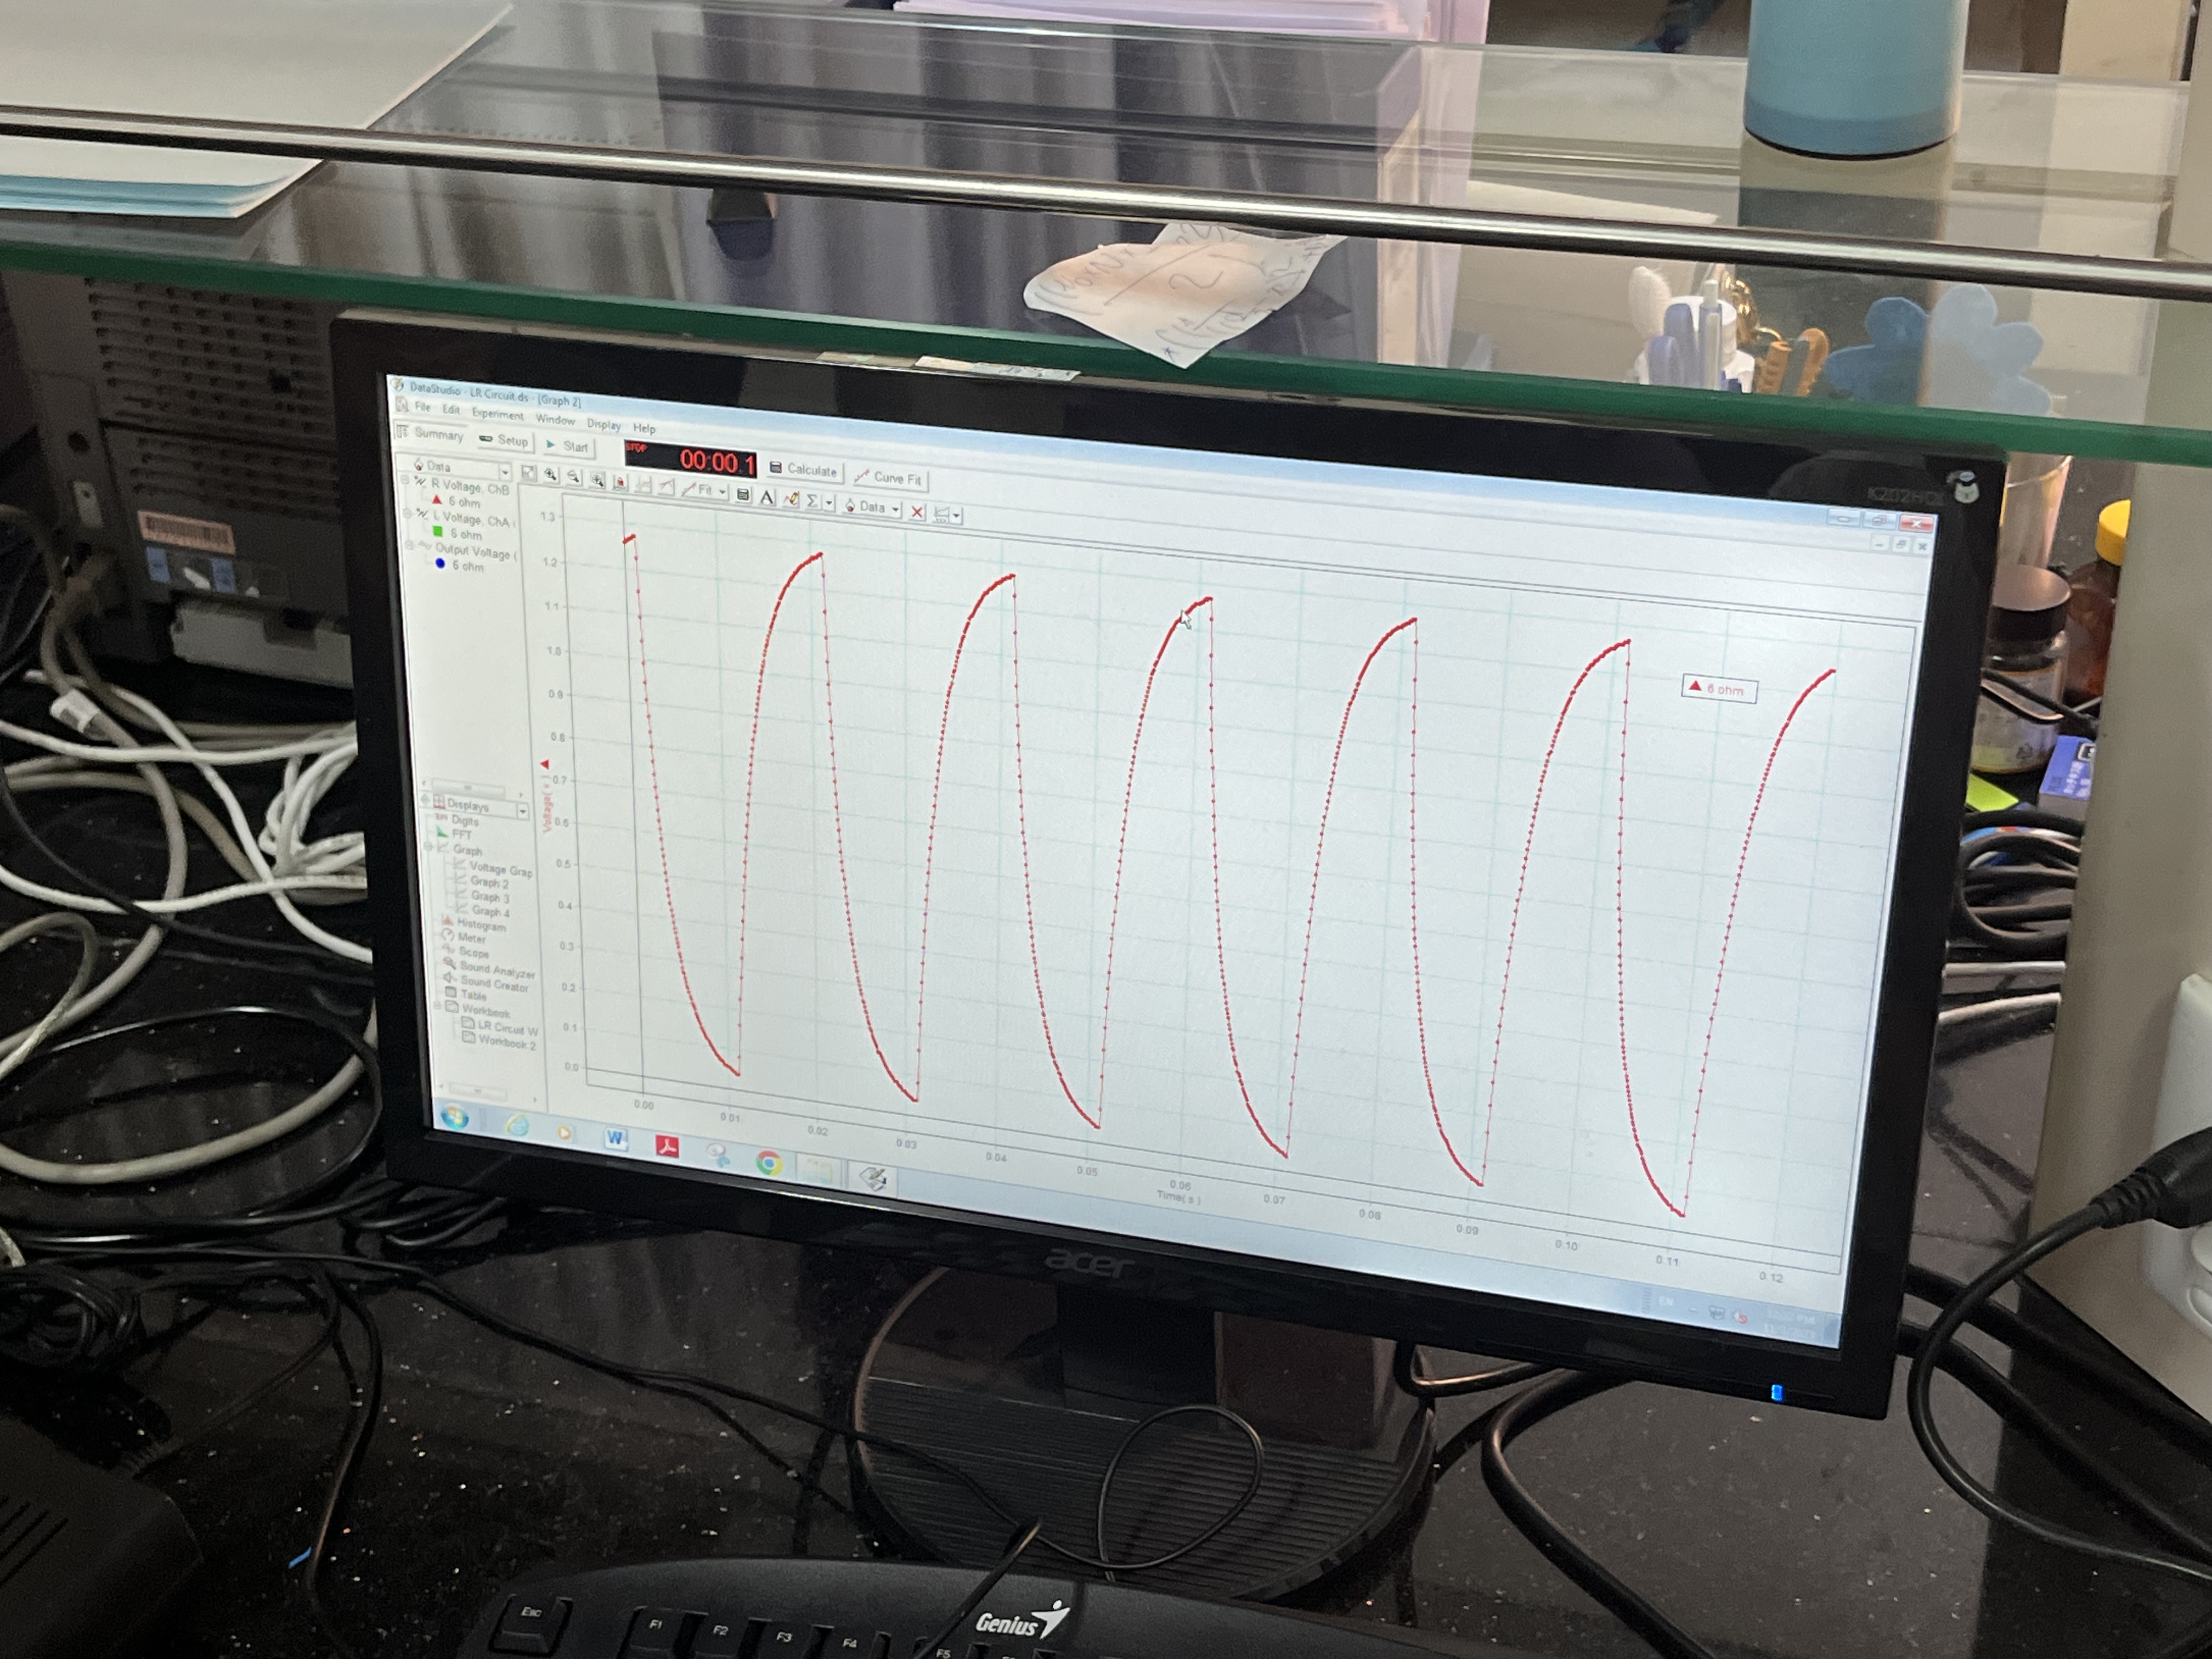 DataStudio - LR Circuit.ds - [Graph 2]
File Edit Experiment Window Display Help
Summary Setup Start STOP 00:00.1 Calculate Curve Fit
Data Fit A Σ Data
R Voltage, ChB
6 ohm
L Voltage, ChA
6 ohm
Output Voltage (
6 ohm
Displays
Digits
FFT
Graph
Voltage Grap
Graph 2
Graph 3
Graph 4
Histogram
Meter
Scope
Sound Analyzer
Sound Creator
Table
Workbook
LR Circuit W
Workbook 2
1.3
1.2
1.1
1.0
0.9
0.8
0.7
0.6
0.5
0.4
0.3
0.2
0.1
0.0
Voltage( v )
6 ohm
0.00 0.01 0.02 0.03 0.04 0.05 0.06 0.07 0.08 0.09 0.10 0.11 0.12
Time( s )
EN
acer
Genius
Esc F1 F2 F3 F4 F5